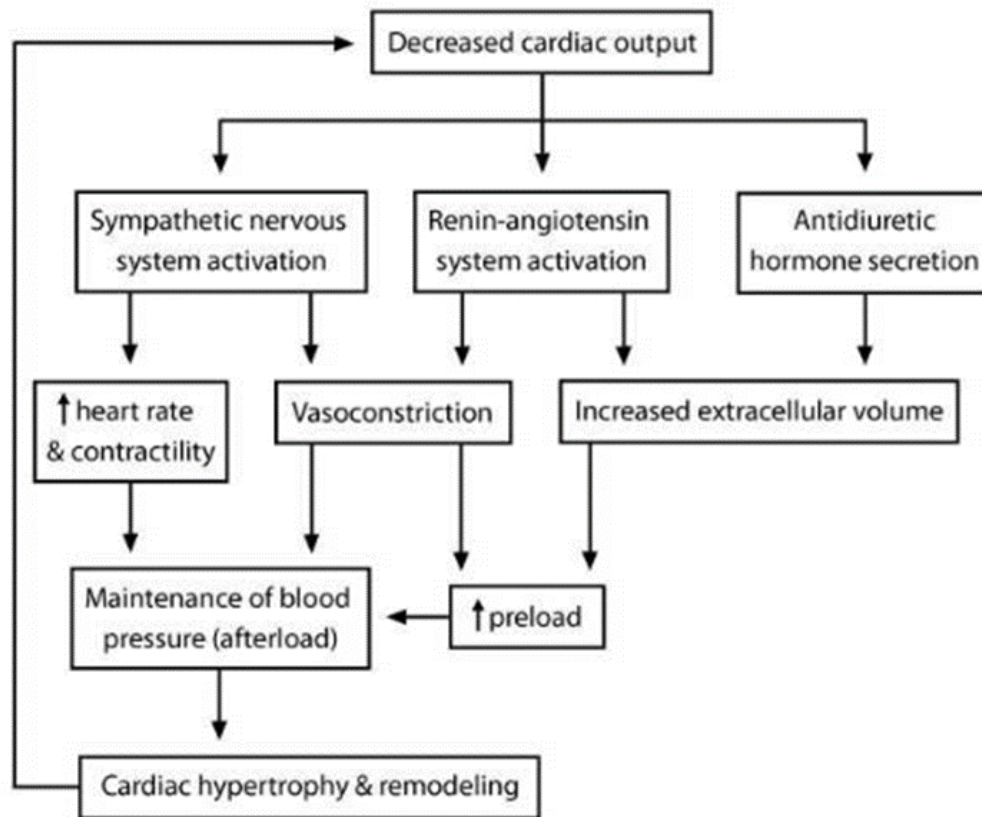 Decreased cardiac output
Sympathetic nervous
system activation
Renin-angiotensin
system activation
Antidiuretic
hormone secretion
↑ heart rate
& contractility
Vasoconstriction
Increased extracellular volume
Maintenance of blood
pressure (afterload)
↑ preload
Cardiac hypertrophy & remodeling